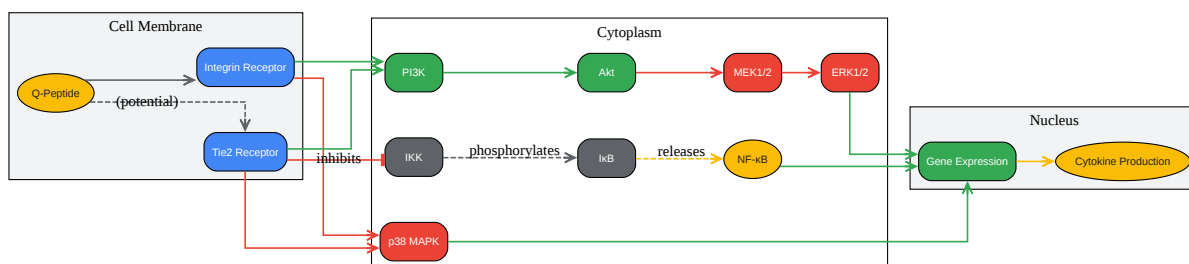 Cell Membrane
Q-Peptide
Integrin Receptor
(potential)
Tie2 Receptor
inhibits
Cytoplasm
PI3K
Akt
MEK1/2
ERK1/2
IKK
phosphorylates
IκB
releases
NF-κB
p38 MAPK
Nucleus
Gene Expression
Cytokine Production